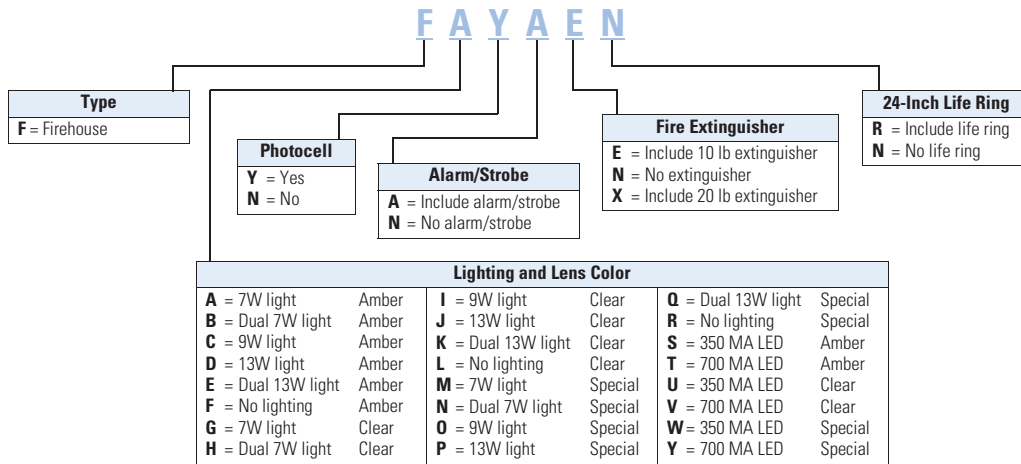 F A Y A E N
Type
F = Firehouse
Photocell
Y = Yes
N = No
Alarm/Strobe
A = Include alarm/strobe
N = No alarm/strobe
Fire Extinguisher
E = Include 10 lb extinguisher
N = No extinguisher
X = Include 20 lb extinguisher
24-Inch Life Ring
R = Include life ring
N = No life ring
Lighting and Lens Color
A = 7W light Amber
B = Dual 7W light Amber
C = 9W light Amber
D = 13W light Amber
E = Dual 13W light Amber
F = No lighting Amber
G = 7W light Clear
H = Dual 7W light Clear
I = 9W light Clear
J = 13W light Clear
K = Dual 13W light Clear
L = No lighting Clear
M = 7W light Special
N = Dual 7W light Special
O = 9W light Special
P = 13W light Special
Q = Dual 13W light Special
R = No lighting Special
S = 350 MA LED Amber
T = 700 MA LED Amber
U = 350 MA LED Clear
V = 700 MA LED Clear
W = 350 MA LED Special
Y = 700 MA LED Special